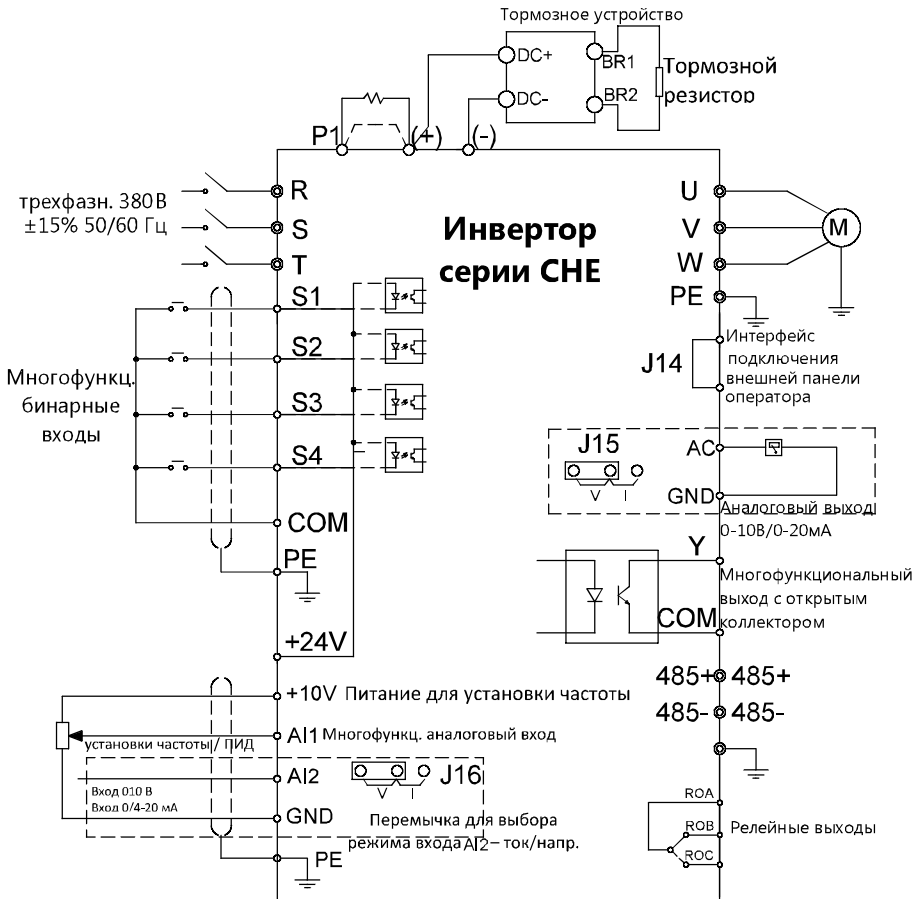 Тормозное устройство
DC+
BR1
DC-
BR2
Тормозной
резистор
P1
(+)
(-)
трехфазн. 380В
±15% 50/60 Гц
R
S
T
Инвертор
серии CHE
U
V
W
M
PE
S1
S2
S3
S4
COM
PE
Многофункц.
бинарные
входы
J14
Интерфейс
подключения
внешней панели
оператора
J15
V
I
AC
GND
Аналоговый выход
0-10В/0-20мА
Y
COM
Многофункциональный
выход с открытым
коллектором
+24V
485+ 485+
485- 485-
+10V Питание для установки частоты
AI1 Многофункц. аналоговый вход
установки частоты / ПИД
AI2
J16
V
I
Вход 010 В
Вход 0/4-20 мА
GND
Перемычка для выбора
режима входа AI2– ток/напр.
PE
ROA
ROB
ROC
Релейные выходы